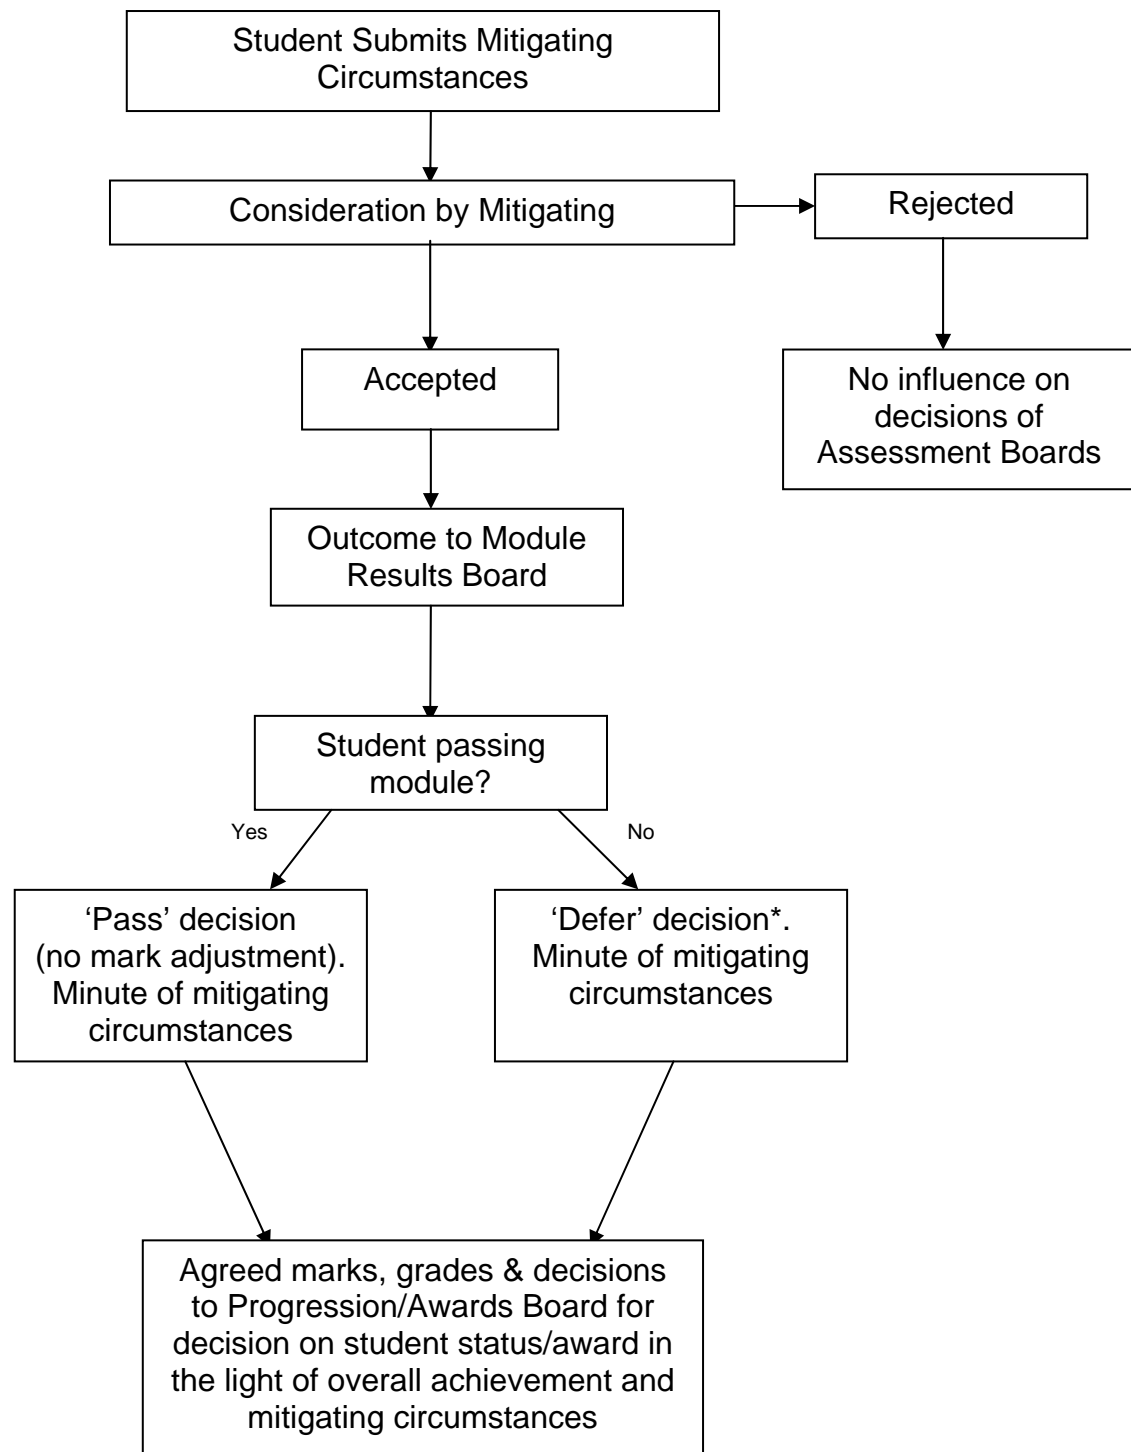 Student Submits Mitigating
Circumstances
Consideration by Mitigating
Rejected
Accepted
No influence on
decisions of
Assessment Boards
Outcome to Module
Results Board
Student passing
module?
Yes
No
‘Pass’ decision
(no mark adjustment).
Minute of mitigating
circumstances
‘Defer’ decision*.
Minute of mitigating
circumstances
Agreed marks, grades & decisions
to Progression/Awards Board for
decision on student status/award in
the light of overall achievement and
mitigating circumstances